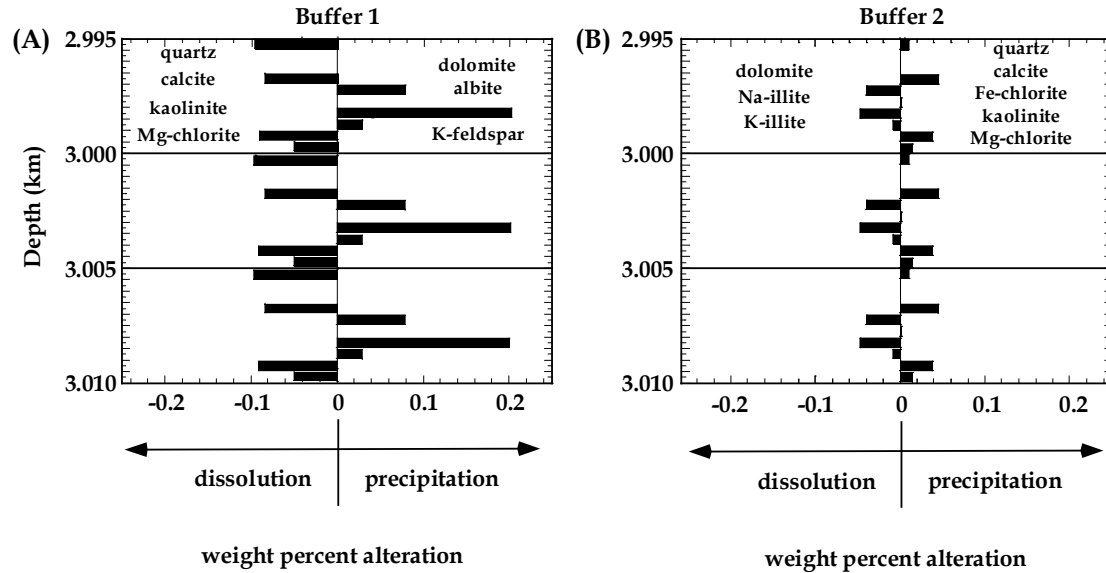 Buffer 1
(A)
2.995
3.000
3.005
3.010
Depth (km)
quartz
calcite
kaolinite
Mg-chlorite
dolomite
albite
K-feldspar
-0.2
-0.1
0
0.1
0.2
dissolution
precipitation
weight percent alteration
Buffer 2
(B)
2.995
3.000
3.005
3.010
dolomite
Na-illite
K-illite
quartz
calcite
Fe-chlorite
kaolinite
Mg-chlorite
-0.2
-0.1
0
0.1
0.2
dissolution
precipitation
weight percent alteration